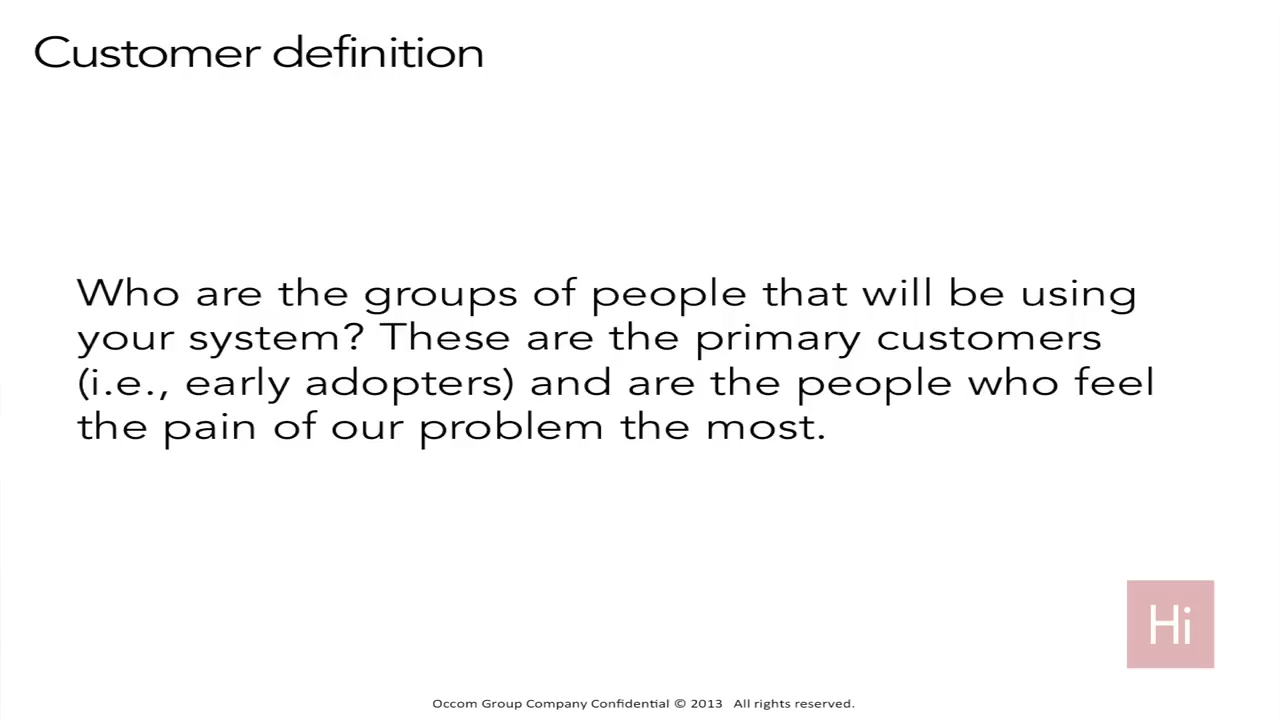 Customer definition
Who are the groups of people that will be using
your system? These are the primary customers
(i.e., early adopters) and are the people who feel
the pain of our problem the most.
Hi
Occom Group Company Confidential © 2013 All rights reserved.